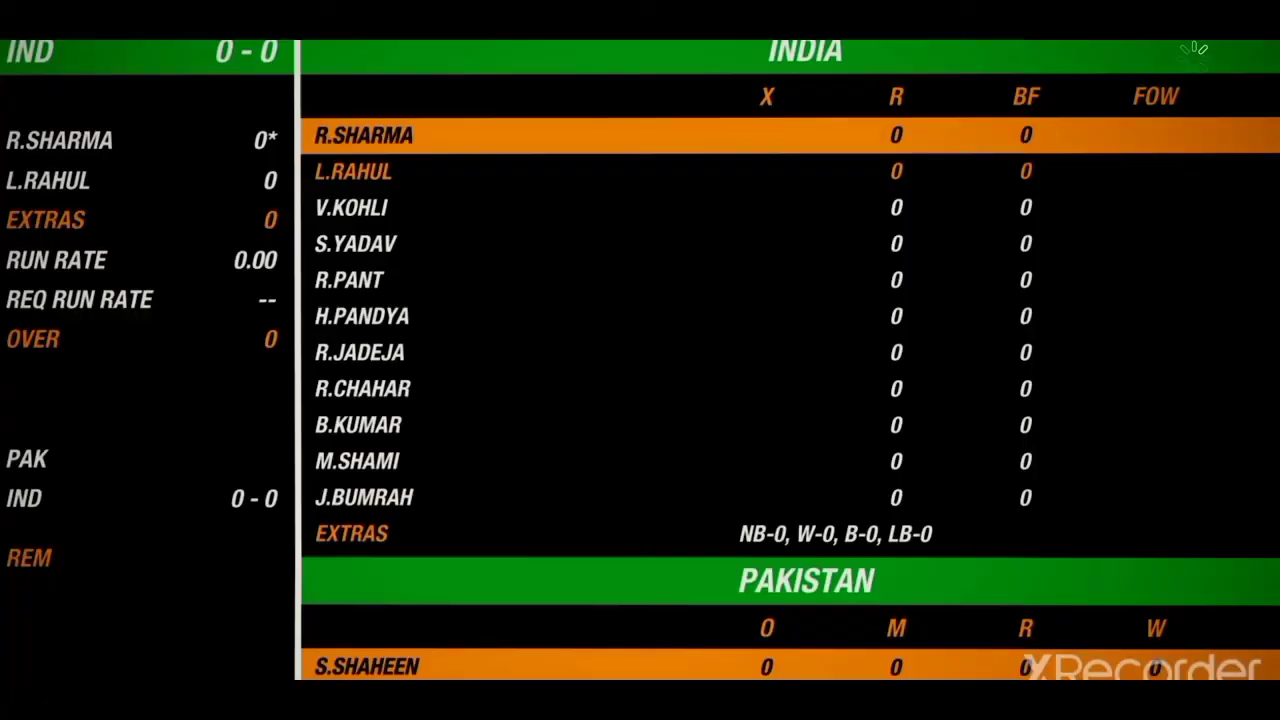 IND 0 - 0
R.SHARMA 0*
L.RAHUL 0
EXTRAS 0
RUN RATE 0.00
REQ RUN RATE --
OVER 0
PAK
IND 0 - 0
REM
INDIA
X R BF FOW
R.SHARMA 0 0
L.RAHUL 0 0
V.KOHLI 0 0
S.YADAV 0 0
R.PANT 0 0
H.PANDYA 0 0
R.JADEJA 0 0
R.CHAHAR 0 0
B.KUMAR 0 0
M.SHAMI 0 0
J.BUMRAH 0 0
EXTRAS NB-0, W-0, B-0, LB-0
PAKISTAN
O M R W
S.SHAHEEN 0 0 0 0
XRecorder